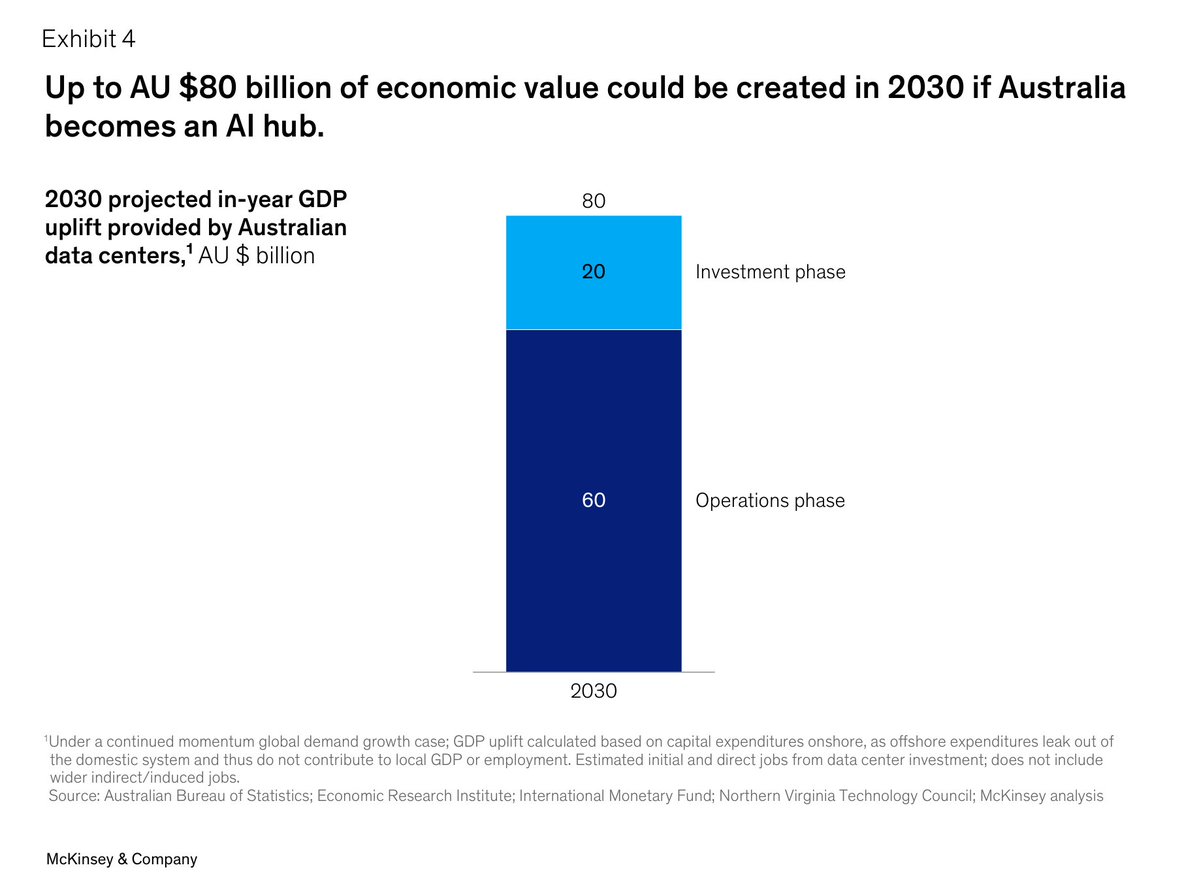 Exhibit 4
Up to AU $80 billion of economic value could be created in 2030 if Australia
becomes an AI hub.
2030 projected in-year GDP
uplift provided by Australian
data centers,¹ AU $ billion
80
20
Investment phase
60
Operations phase
2030
¹Under a continued momentum global demand growth case; GDP uplift calculated based on capital expenditures onshore, as offshore expenditures leak out of
the domestic system and thus do not contribute to local GDP or employment. Estimated initial and direct jobs from data center investment; does not include
wider indirect/induced jobs.
Source: Australian Bureau of Statistics; Economic Research Institute; International Monetary Fund; Northern Virginia Technology Council; McKinsey analysis
McKinsey & Company